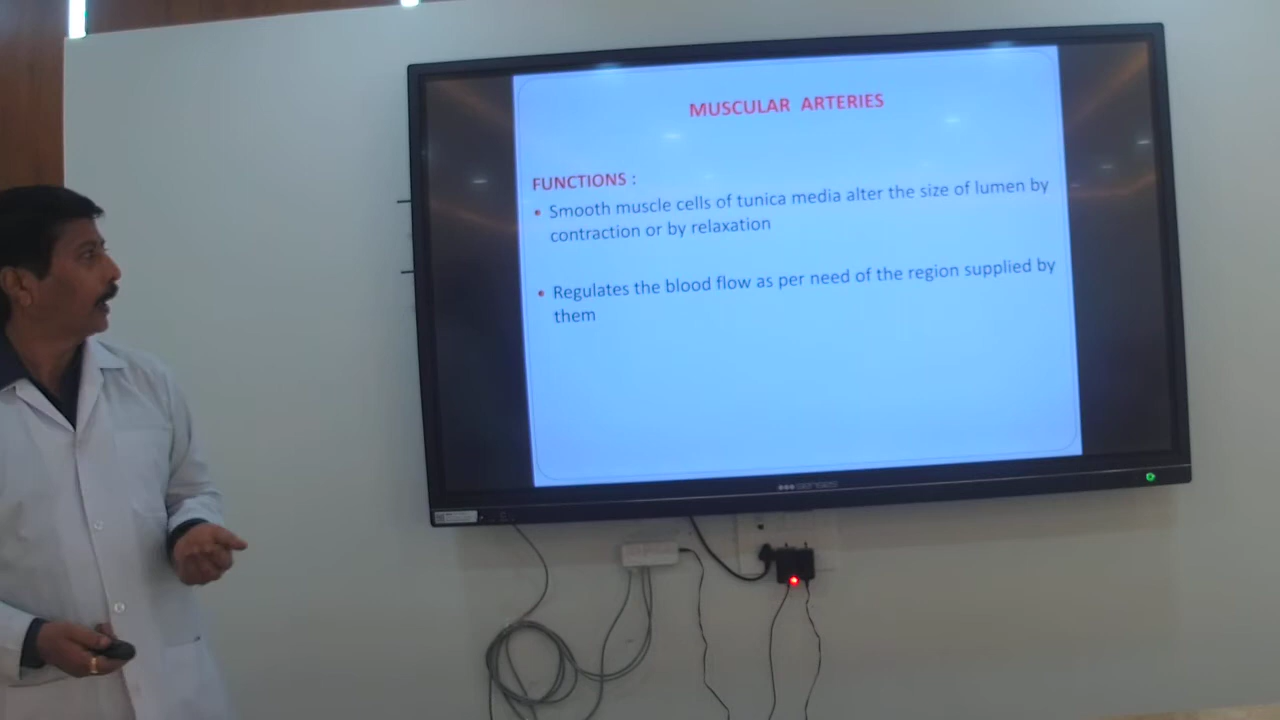 MUSCULAR ARTERIES
FUNCTIONS :
• Smooth muscle cells of tunica media alter the size of lumen by
contraction or by relaxation
• Regulates the blood flow as per need of the region supplied by
them
senses